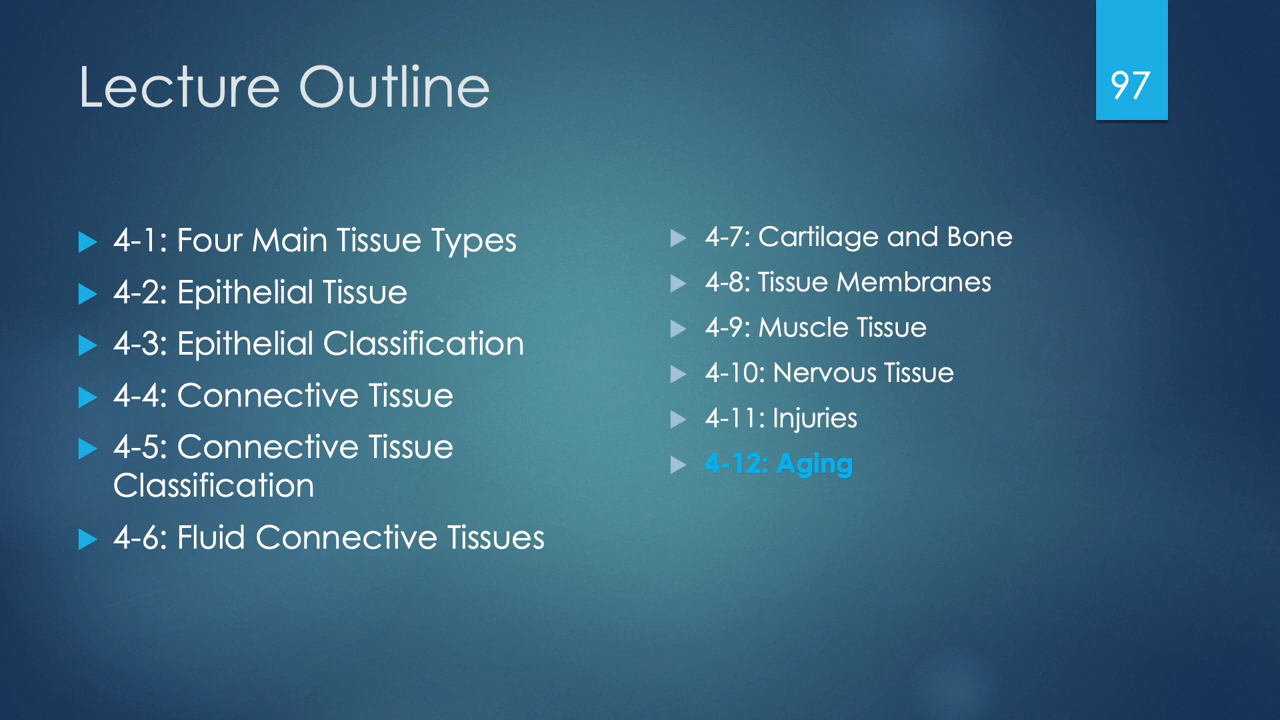 Lecture Outline
97
4-1: Four Main Tissue Types
4-2: Epithelial Tissue
4-3: Epithelial Classification
4-4: Connective Tissue
4-5: Connective Tissue
Classification
4-6: Fluid Connective Tissues
4-7: Cartilage and Bone
4-8: Tissue Membranes
4-9: Muscle Tissue
4-10: Nervous Tissue
4-11: Injuries
4-12: Aging